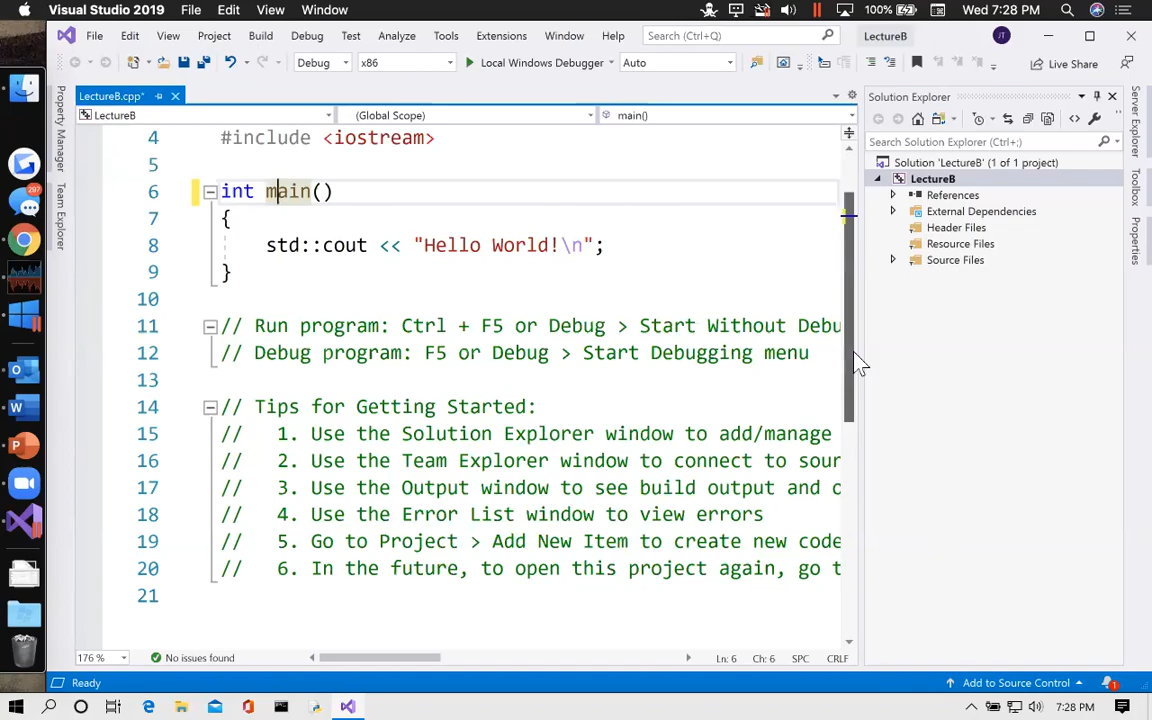 Visual Studio 2019 File Edit View Window 100% Wed 7:28 PM
File Edit View Project Build Debug Test Analyze Tools Extensions Window Help Search (Ctrl+Q) LectureB JT
Debug x86 Local Windows Debugger Auto Live Share
LectureB.cpp*
LectureB (Global Scope) main()
4 #include <iostream>
5
6 int main()
7 {
8 std::cout << "Hello World!\n";
9 }
10
11 // Run program: Ctrl + F5 or Debug > Start Without Debu
12 // Debug program: F5 or Debug > Start Debugging menu
13
14 // Tips for Getting Started:
15 // 1. Use the Solution Explorer window to add/manage
16 // 2. Use the Team Explorer window to connect to sour
17 // 3. Use the Output window to see build output and o
18 // 4. Use the Error List window to view errors
19 // 5. Go to Project > Add New Item to create new code
20 // 6. In the future, to open this project again, go t
21
176 % No issues found Ln: 6 Ch: 6 SPC CRLF
Property Manager
Team Explorer
297
Solution Explorer
Search Solution Explorer (Ctrl+;)
Solution 'LectureB' (1 of 1 project)
LectureB
References
External Dependencies
Header Files
Resource Files
Source Files
Server Explorer
Toolbox
Properties
Ready Add to Source Control 1
7:28 PM